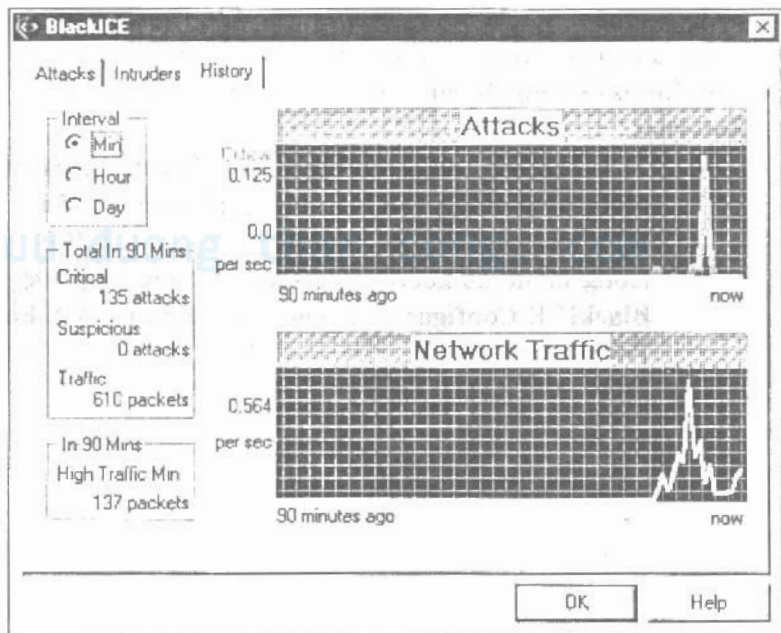 BlackICE
Attacks Intruders History
Interval
Min
Hour
Day
Total In 90 Mins
Critical
135 attacks
Suspicious
0 attacks
Traffic
610 packets
In 90 Mins
High Traffic Min
137 packets
Attacks
Critical
0.125
0.0
per sec
90 minutes ago now
Network Traffic
0.564
per sec
90 minutes ago now
OK Help